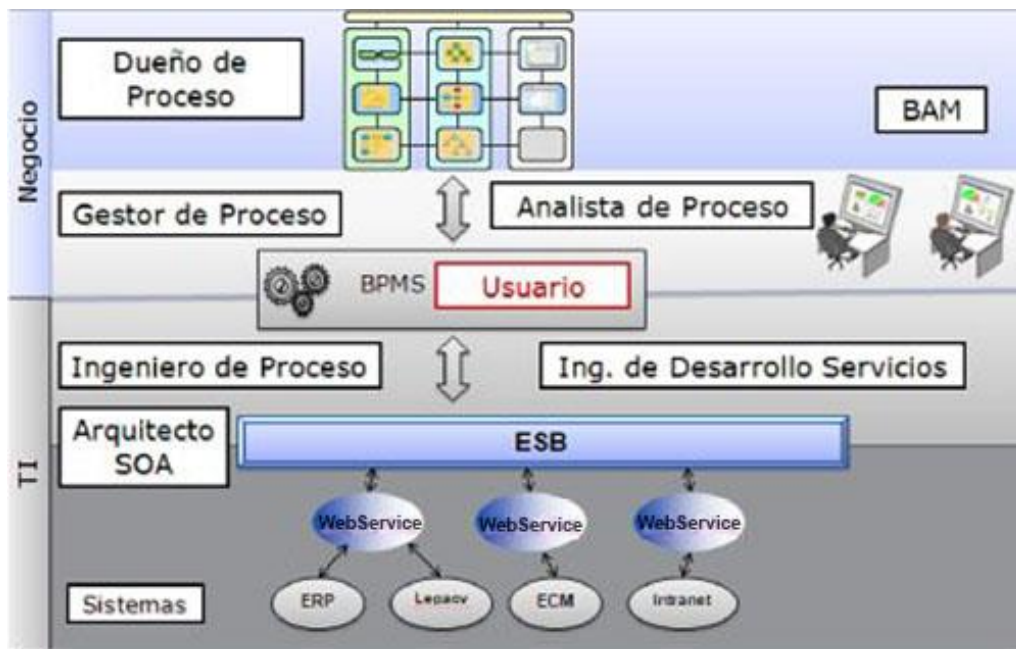 Negocio
Dueño de
Proceso
BAM
Gestor de Proceso
Analista de Proceso
BPMS
Usuario
TI
Ingeniero de Proceso
Ing. de Desarrollo Servicios
Arquitecto
SOA
ESB
WebService
WebService
WebService
Sistemas
ERP
Legacy
ECM
Intranet